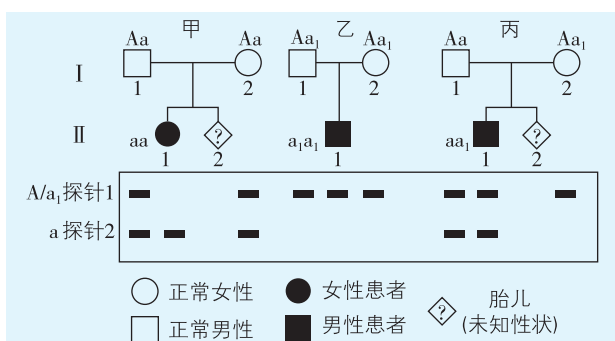 甲 乙 丙
Aa Aa Aa₁ Aa₁ Aa Aa₁
I
1 2 1 2 1 2
II aa ? a₁a₁ aa₁ ?
1 2 1 1 2
A/a₁探针1
a 探针2
正常女性 女性患者 ? 胎儿
正常男性 男性患者 (未知性状)